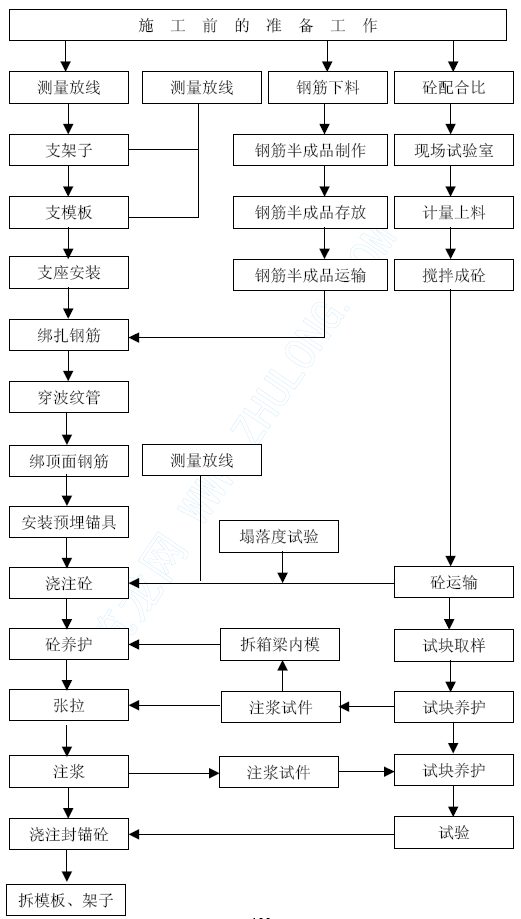 施工前的准备工作
测量放线 测量放线 钢筋下料 砼配合比
支架子 钢筋半成品制作 现场试验室
支模板 钢筋半成品存放 计量上料
支座安装 钢筋半成品运输 搅拌成砼
绑扎钢筋
穿波纹管
绑顶面钢筋 测量放线
安装预埋锚具
塌落度试验
浇注砼 砼运输
砼养护 拆箱梁内模 试块取样
张拉 注浆试件 试块养护
注浆 注浆试件 试块养护
浇注封锚砼 试验
拆模板、架子
WWW.ZHULONG.COM